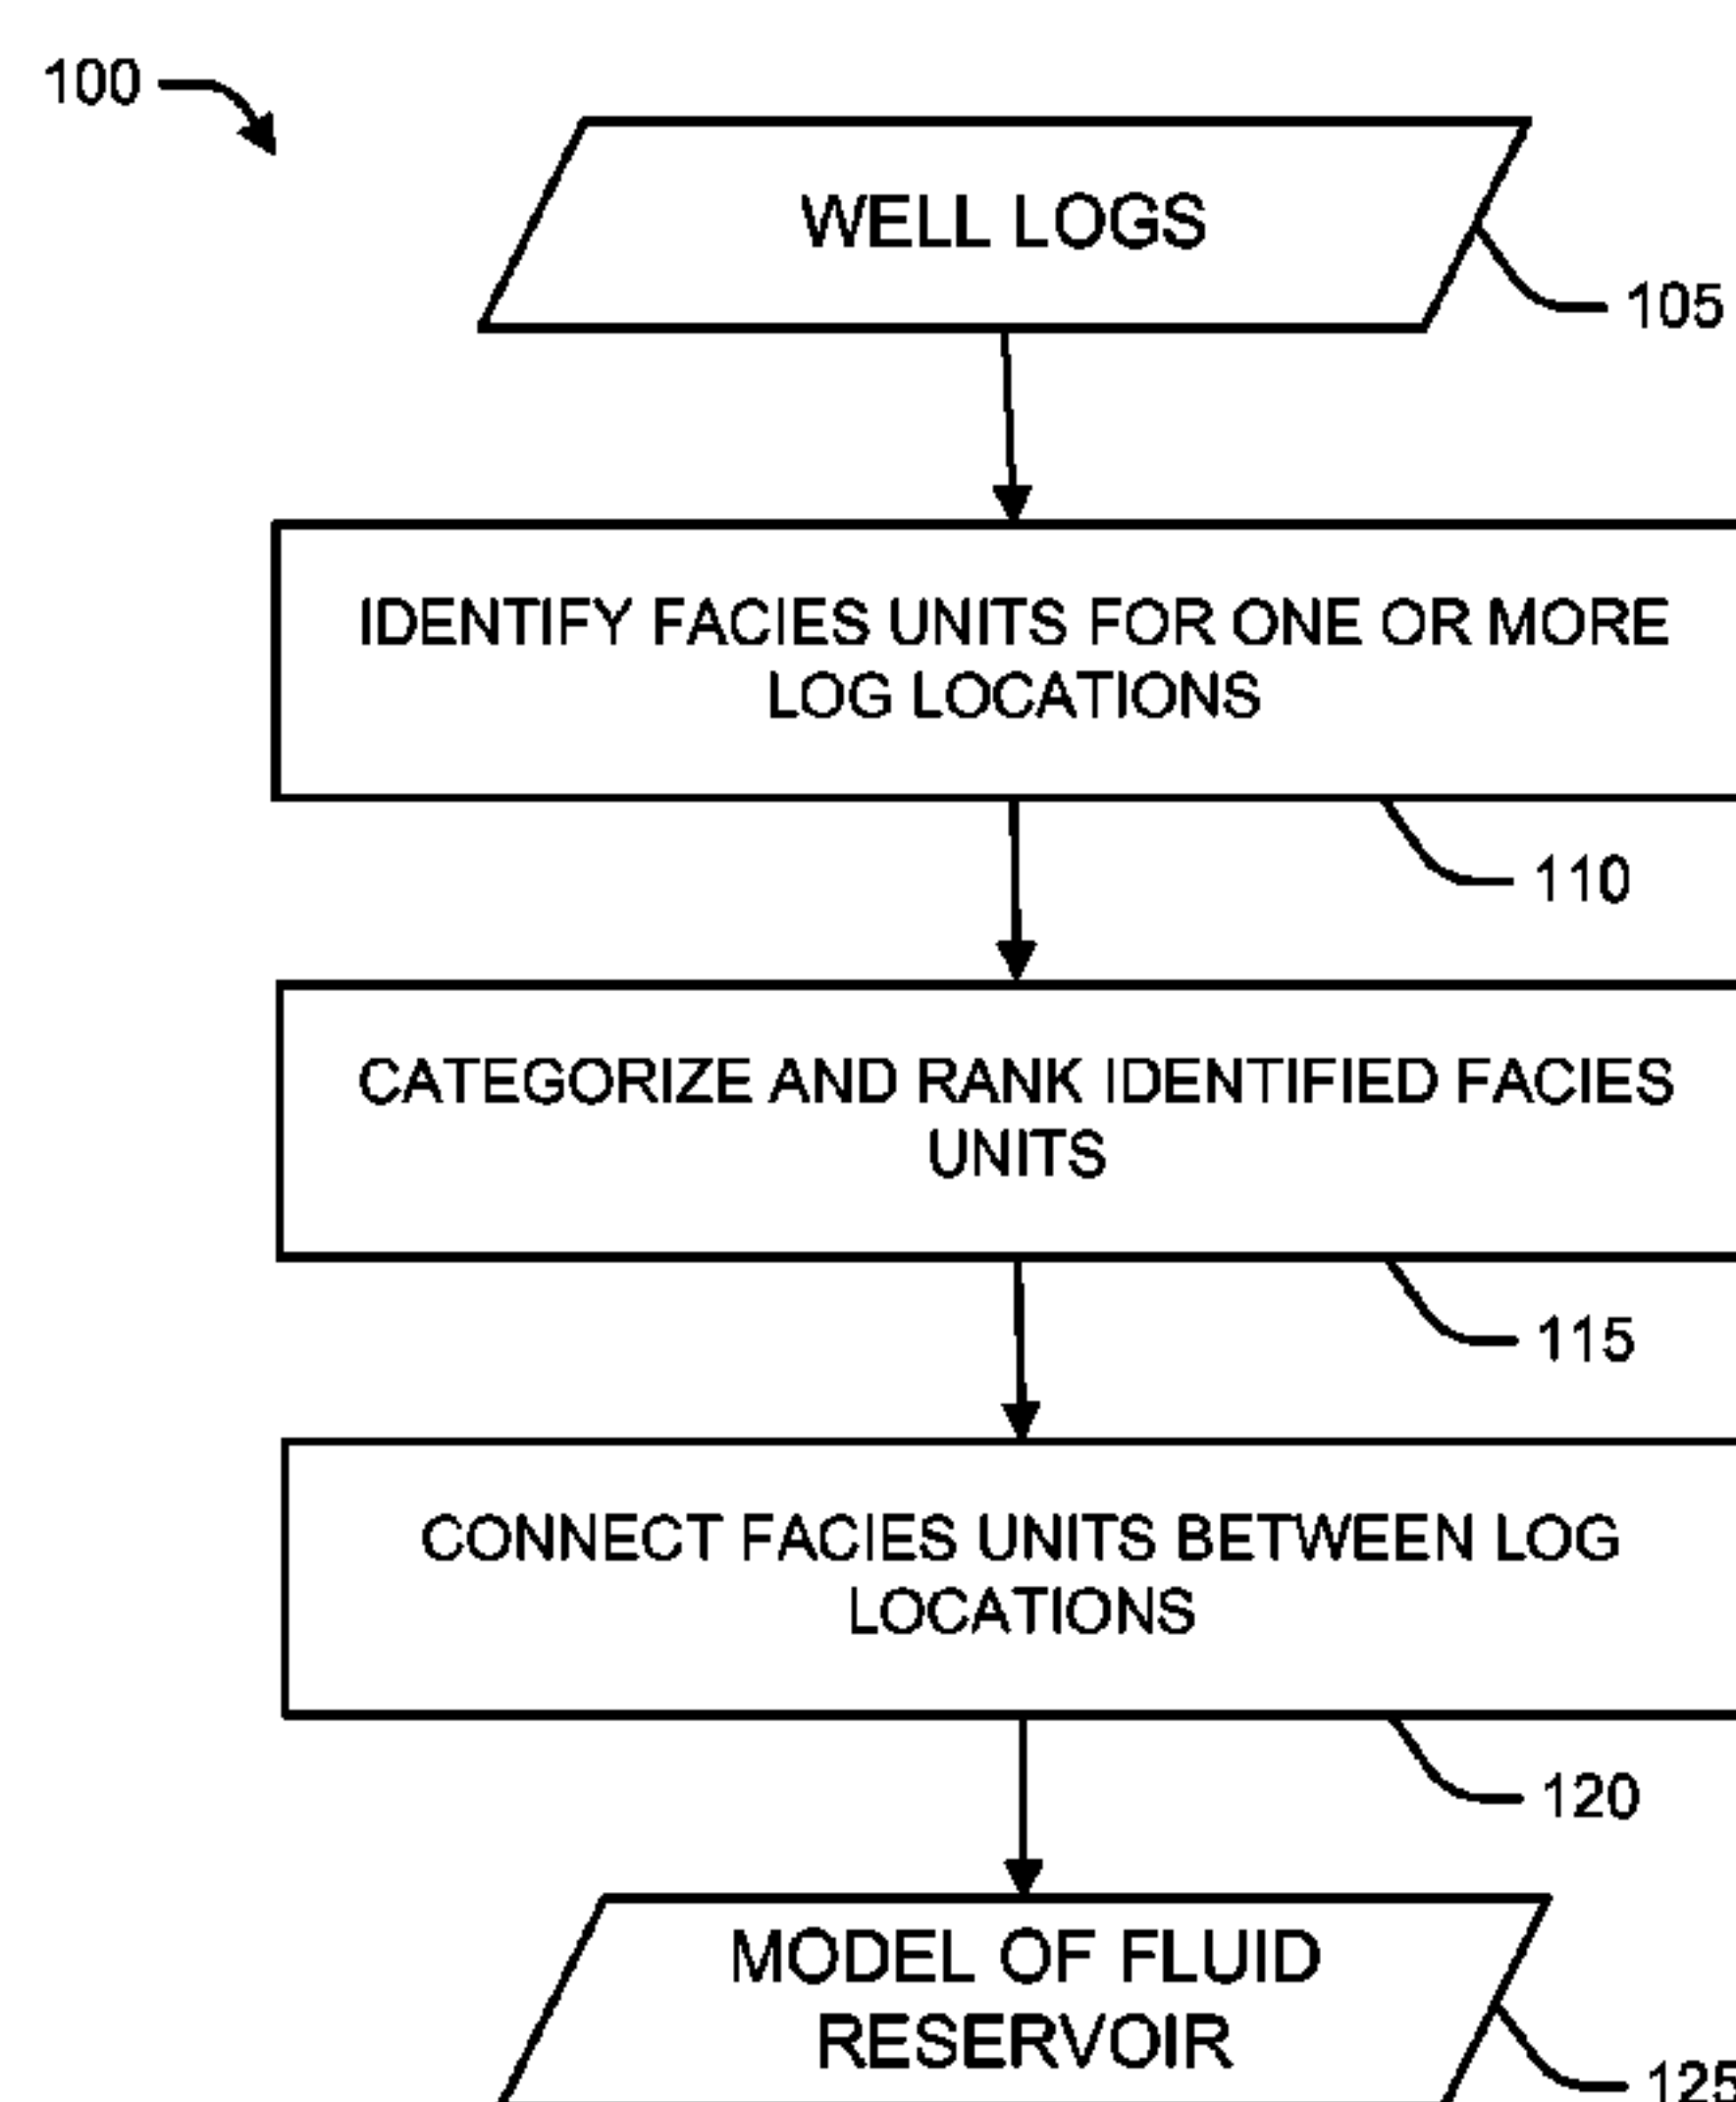 100
WELL LOGS
105
IDENTIFY FACIES UNITS FOR ONE OR MORE
LOG LOCATIONS
110
CATEGORIZE AND RANK IDENTIFIED FACIES
UNITS
115
CONNECT FACIES UNITS BETWEEN LOG
LOCATIONS
120
MODEL OF FLUID
RESERVOIR
125